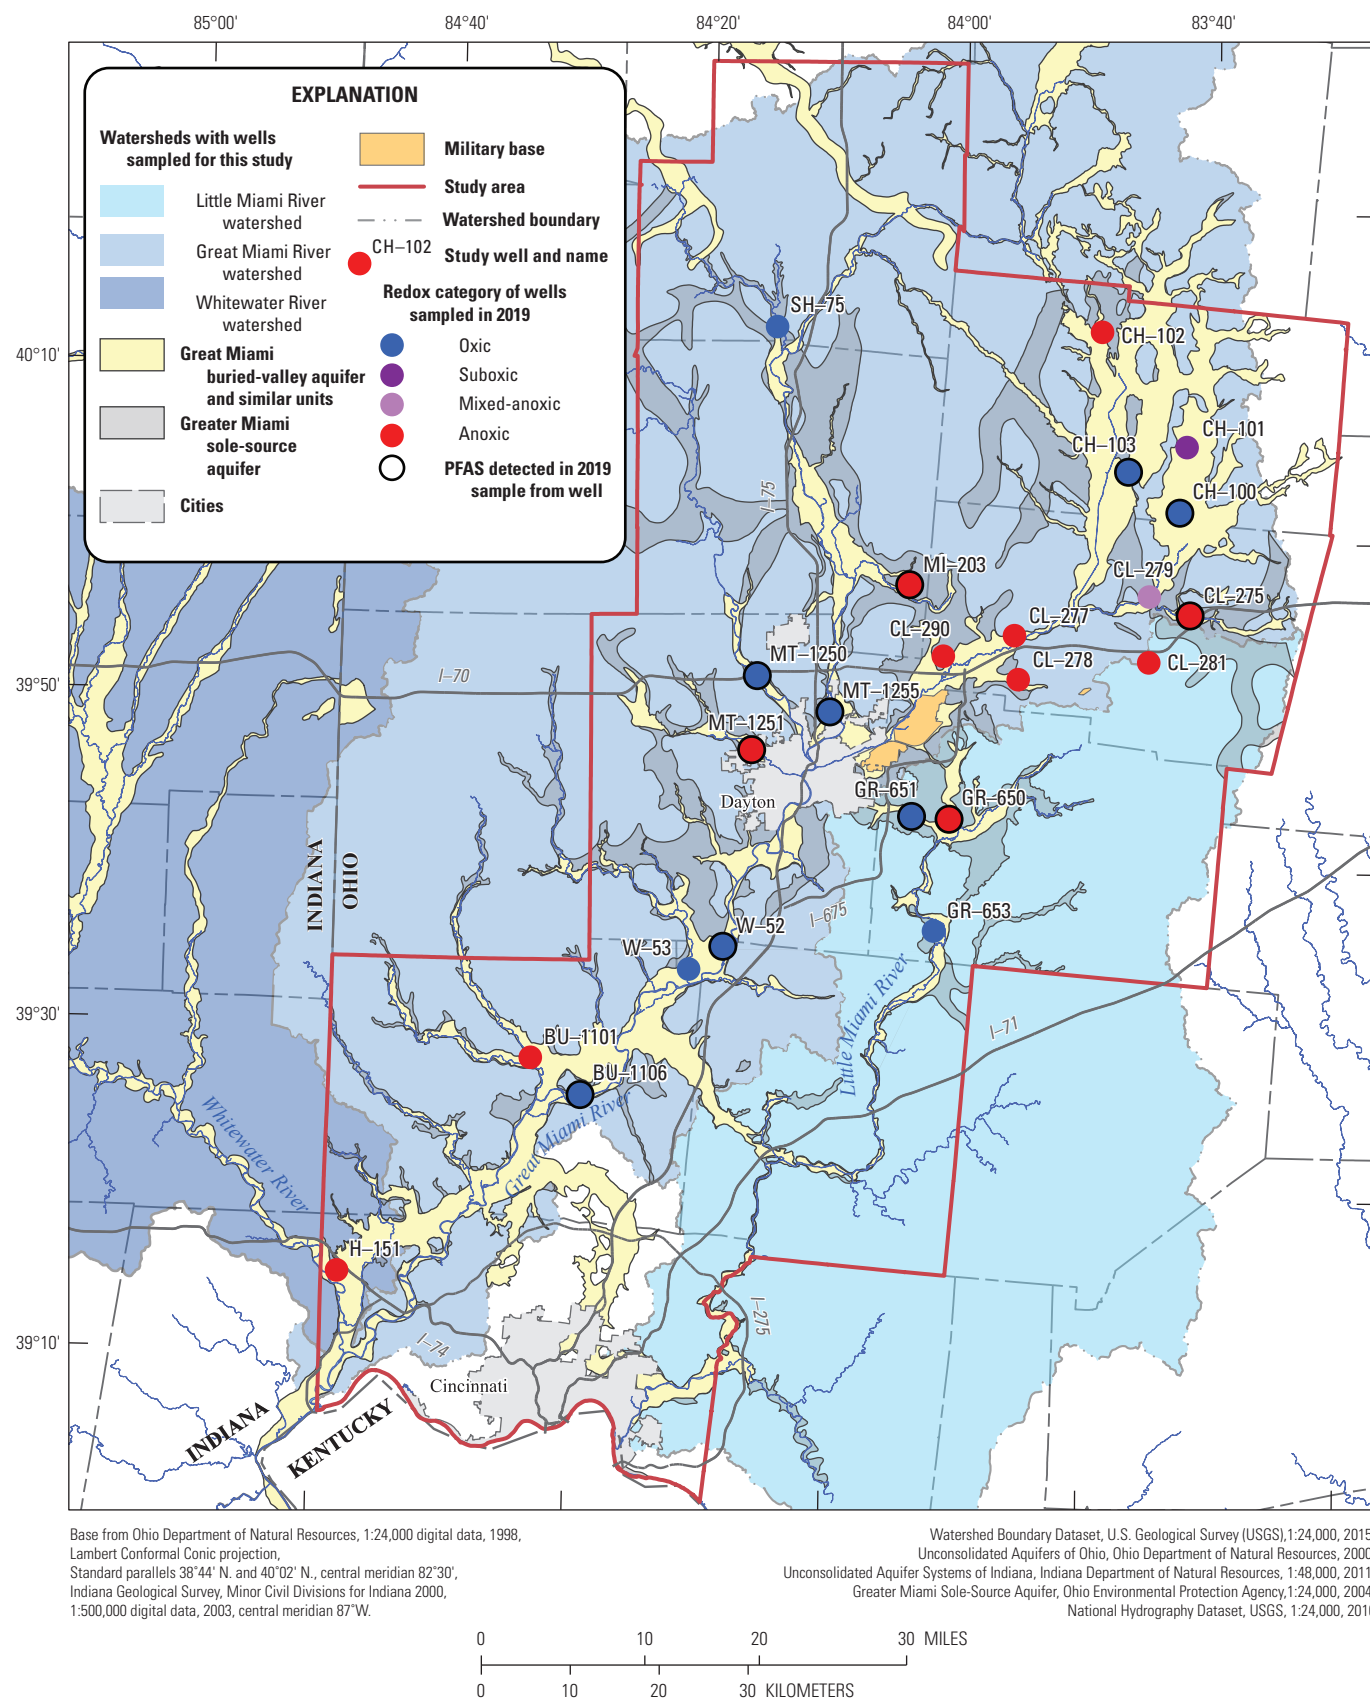 85°00'
84°40'
84°20'
84°00'
83°40'
EXPLANATION
Watersheds with wells
sampled for this study
Little Miami River
watershed
Great Miami River
watershed
Whitewater River
watershed
Great Miami
buried-valley aquifer
and similar units
Greater Miami
sole-source
aquifer
Cities
Military base
Study area
Watershed boundary
CH–102
Study well and name
Redox category of wells
sampled in 2019
Oxic
Suboxic
Mixed-anoxic
Anoxic
PFAS detected in 2019
sample from well
SH–75
CH–102
40°10'
CH–101
CH–103
CH–100
I–75
MI–203
CL–279
CL–275
CL–277
CL–290
CL–278
CL–281
MT–1250
I–70
39°50'
MT–1255
MT–1251
Dayton
GR–651
GR–650
INDIANA
OHIO
GR–653
I–675
W–52
W–53
Little Miami River
39°30'
I–71
BU–1101
BU–1106
Great Miami River
Whitewater River
H–151
I–275
39°10'
I–74
Cincinnati
INDIANA
KENTUCKY
Base from Ohio Department of Natural Resources, 1:24,000 digital data, 1998,
Lambert Conformal Conic projection,
Standard parallels 38°44' N. and 40°02' N., central meridian 82°30',
Indiana Geological Survey, Minor Civil Divisions for Indiana 2000,
1:500,000 digital data, 2003, central meridian 87°W.
Watershed Boundary Dataset, U.S. Geological Survey (USGS),1:24,000, 2015
Unconsolidated Aquifers of Ohio, Ohio Department of Natural Resources, 2000
Unconsolidated Aquifer Systems of Indiana, Indiana Department of Natural Resources, 1:48,000, 2011
Greater Miami Sole-Source Aquifer, Ohio Environmental Protection Agency,1:24,000, 2004
National Hydrography Dataset, USGS, 1:24,000, 2016
0 10 20 30 MILES
0 10 20 30 KILOMETERS